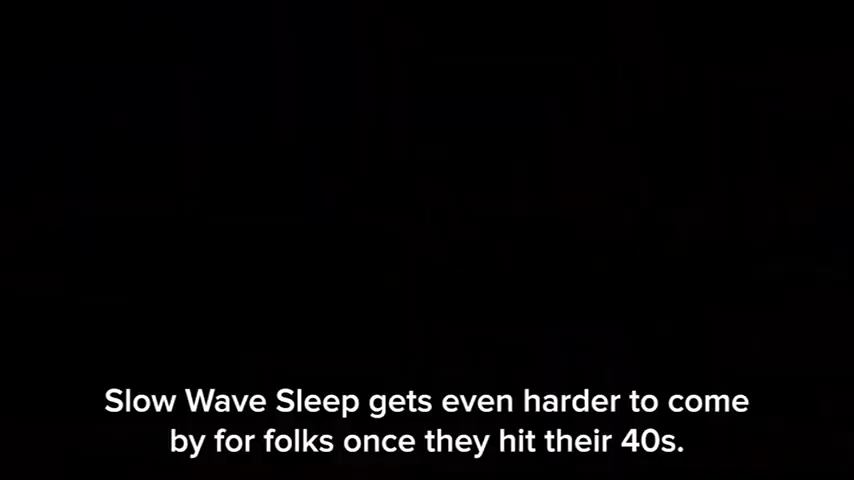 Slow Wave Sleep gets even harder to come
by for folks once they hit their 40s.